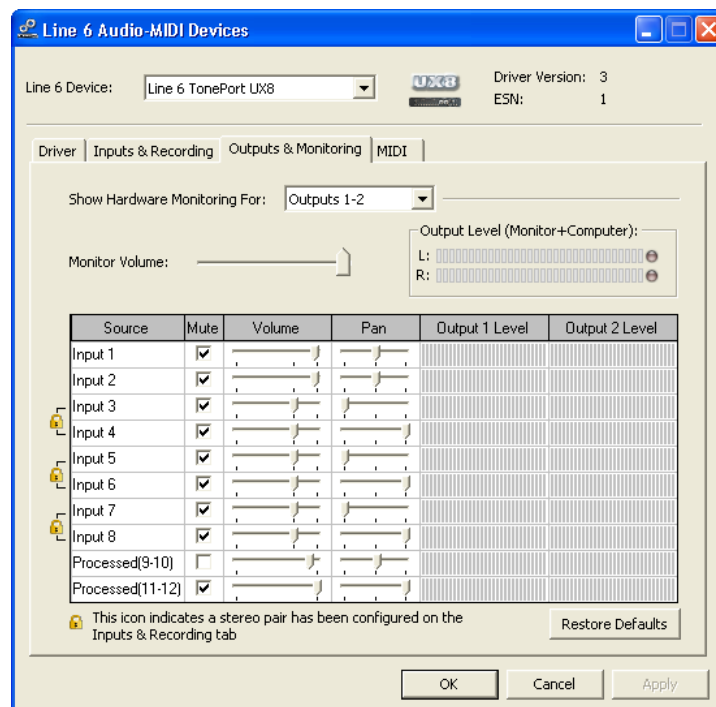 Line 6 Audio-MIDI Devices
Line 6 Device: Line 6 TonePort UX8 UX8 Driver Version: 3
ESN: 1
Driver Inputs & Recording Outputs & Monitoring MIDI
Show Hardware Monitoring For: Outputs 1-2
Output Level (Monitor+Computer):
Monitor Volume: L:
R:
Source Mute Volume Pan Output 1 Level Output 2 Level
Input 1
Input 2
Input 3
Input 4
Input 5
Input 6
Input 7
Input 8
Processed(9-10)
Processed(11-12)
This icon indicates a stereo pair has been configured on the
Inputs & Recording tab
Restore Defaults
OK Cancel Apply